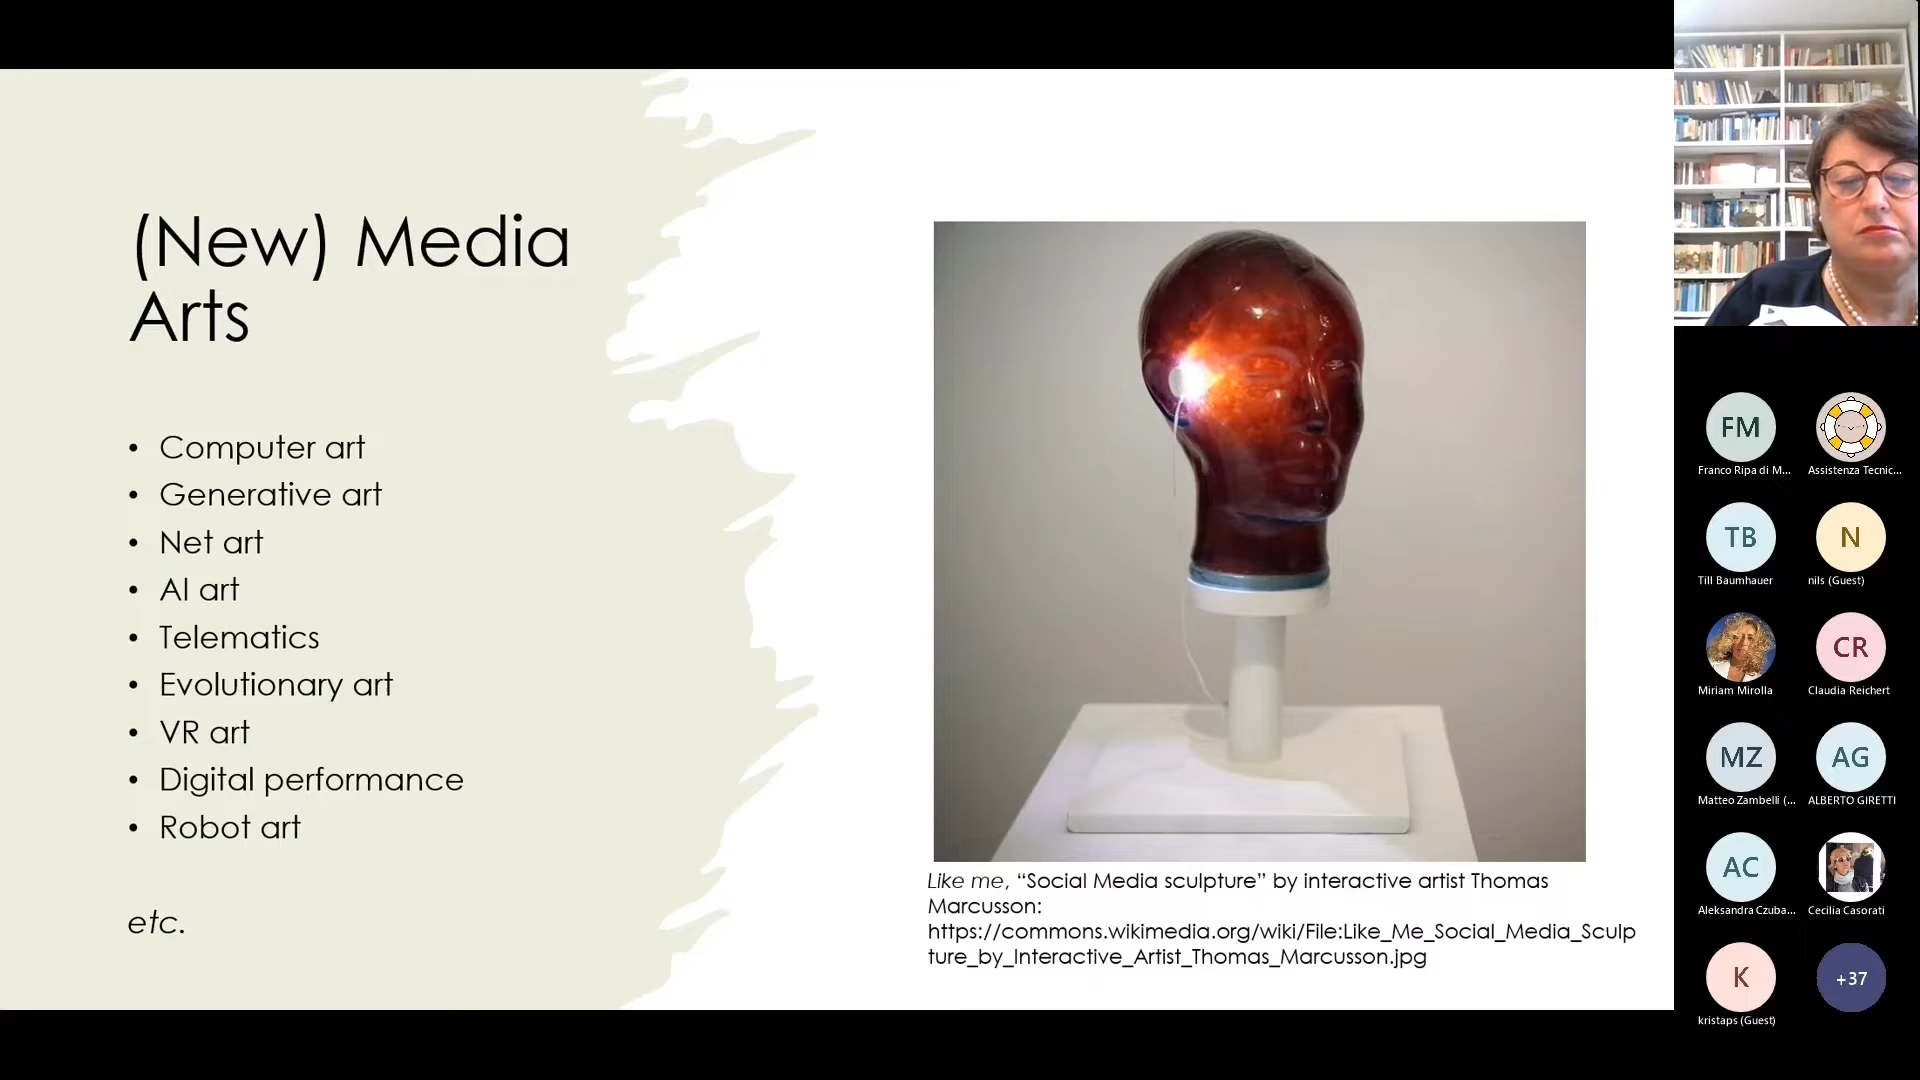 (New) Media
Arts
• Computer art
• Generative art
• Net art
• AI art
• Telematics
• Evolutionary art
• VR art
• Digital performance
• Robot art
etc.
Like me, “Social Media sculpture” by interactive artist Thomas
Marcusson:
https://commons.wikimedia.org/wiki/File:Like_Me_Social_Media_Sculp
ture_by_Interactive_Artist_Thomas_Marcusson.jpg
FM
Franco Ripa di M...
Assistenza Tecnic...
TB
Till Baumhauer
N
nils (Guest)
Miriam Mirolla
CR
Claudia Reichert
MZ
Matteo Zambelli (...
AG
ALBERTO GIRETTI
AC
Aleksandra Czuba...
Cecilia Casorati
K
kristaps (Guest)
+37